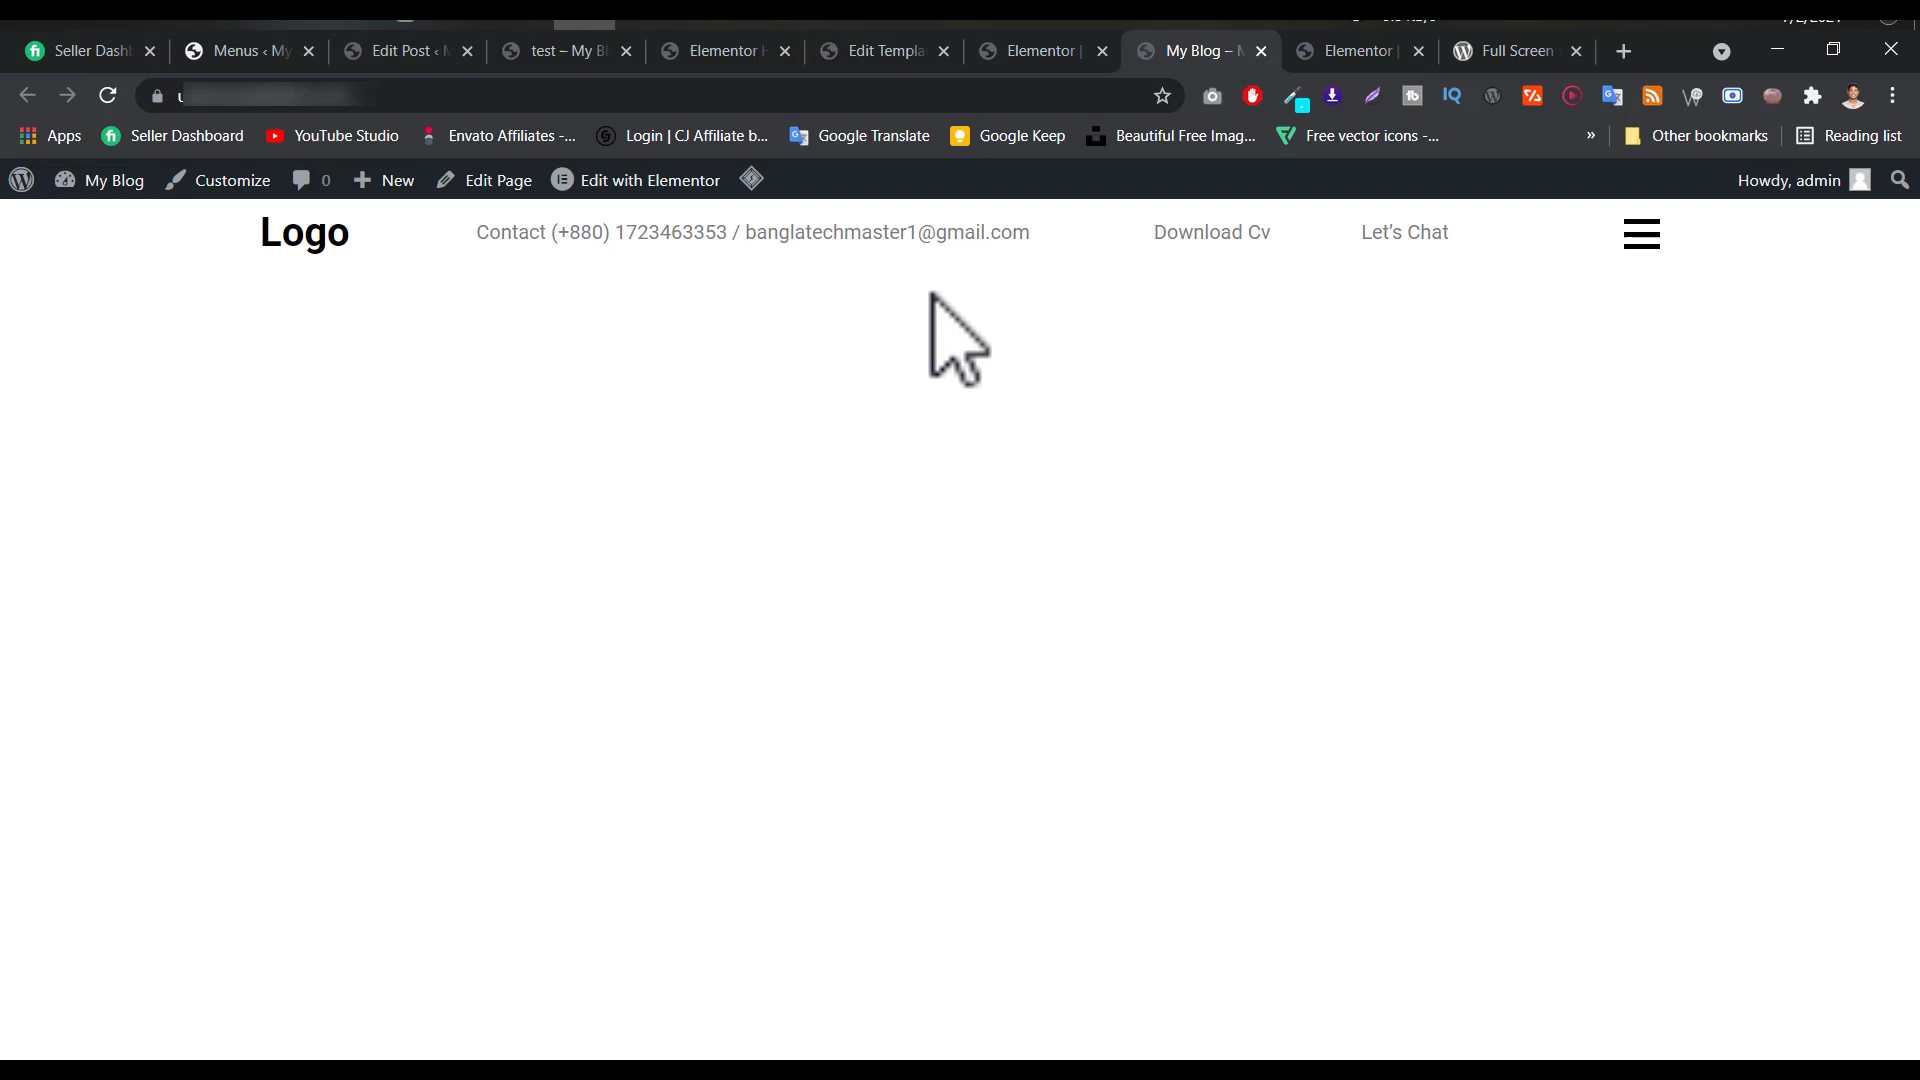 Seller Dash Menus ‹ My Edit Post ‹ test – My Bl Elementor Edit Templa Elementor | My Blog – Elementor | Full Screen
Apps Seller Dashboard YouTube Studio Envato Affiliates -... Login | CJ Affiliate b... Google Translate Google Keep Beautiful Free Imag... Free vector icons -... » Other bookmarks Reading list
My Blog Customize 0 New Edit Page Edit with Elementor Howdy, admin
Logo Contact (+880) 1723463353 / banglatechmaster1@gmail.com Download Cv Let's Chat